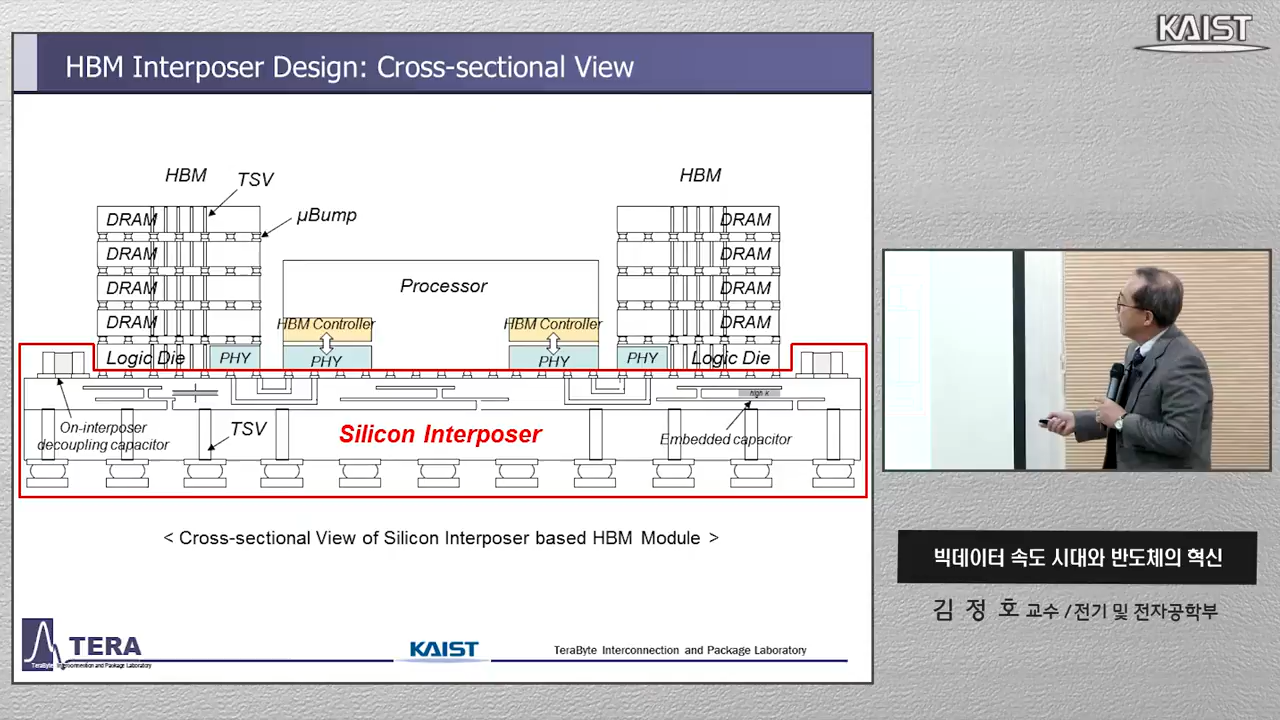 KAIST
HBM Interposer Design: Cross-sectional View
HBM
TSV
HBM
µBump
DRAM
DRAM
DRAM
DRAM
DRAM
DRAM
DRAM
DRAM
Processor
HBM Controller
HBM Controller
Logic Die
PHY
PHY
PHY
PHY
Logic Die
high k
On-interposer
decoupling capacitor
TSV
Silicon Interposer
Embedded capacitor
< Cross-sectional View of Silicon Interposer based HBM Module >
TERA
TeraByte Interconnection and Package Laboratory
KAIST
TeraByte Interconnection and Package Laboratory
빅데이터 속도 시대와 반도체의 혁신
김 정 호 교수 / 전기 및 전자공학부